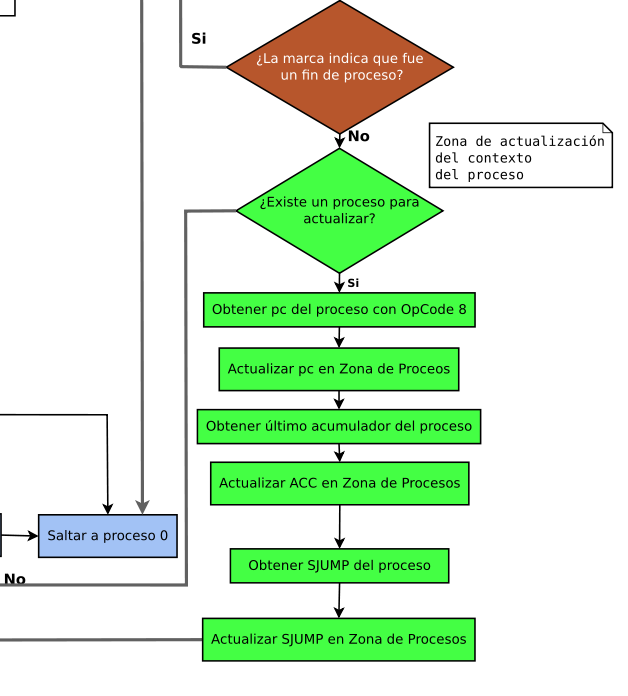 Si
¿La marca indica que fue
un fin de proceso?
No
Zona de actualización
del contexto
del proceso
¿Existe un proceso para
actualizar?
Si
Obtener pc del proceso con OpCode 8
Actualizar pc en Zona de Proceos
Obtener último acumulador del proceso
Actualizar ACC en Zona de Procesos
Saltar a proceso 0
Obtener SJUMP del proceso
No
Actualizar SJUMP en Zona de Procesos